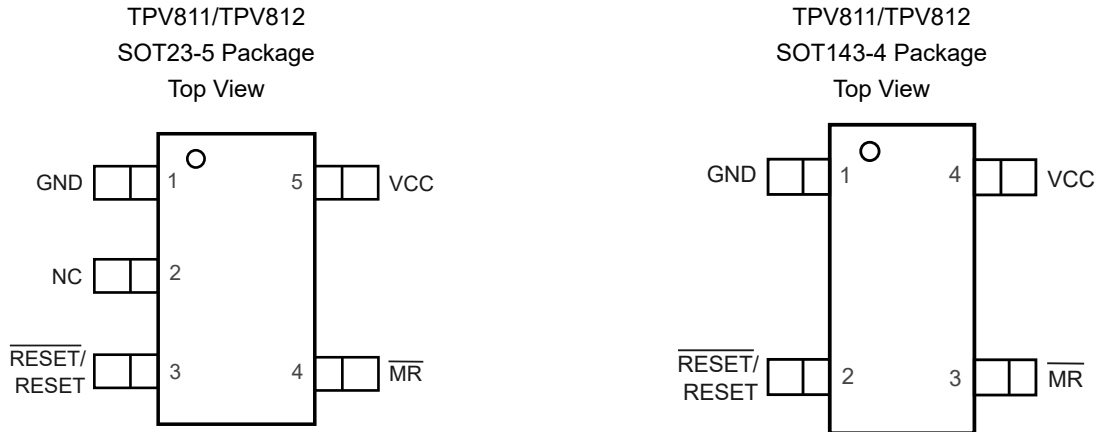 TPV811/TPV812
SOT23-5 Package
Top View
GND
1
5
VCC
NC
2
RESET/
RESET
3
4
MR
TPV811/TPV812
SOT143-4 Package
Top View
GND
1
4
VCC
RESET/
RESET
2
3
MR